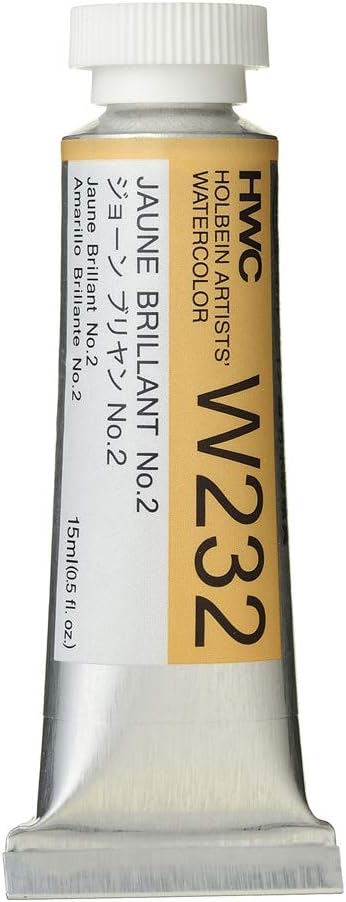 HWC
HOLBEIN ARTISTS'
WATERCOLOR
W232
JAUNE BRILLANT No.2
ジョーン ブリヤン No.2
Jaune Brillant No.2
Amarillo Brillante No.2
15ml(0.5 fl. oz.)